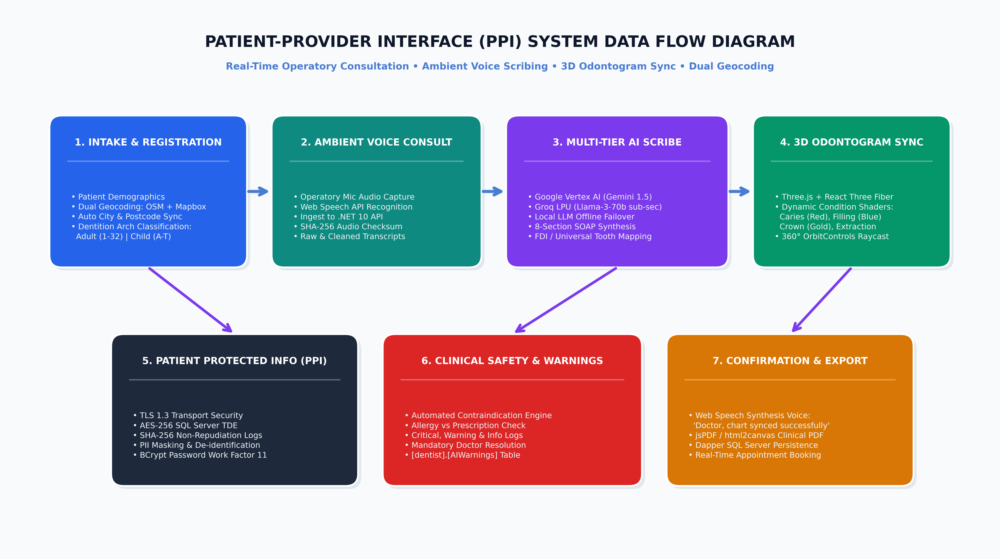 PATIENT-PROVIDER INTERFACE (PPI) SYSTEM DATA FLOW DIAGRAM
Real-Time Operatory Consultation • Ambient Voice Scribing • 3D Odontogram Sync • Dual Geocoding
1. INTAKE & REGISTRATION
• Patient Demographics
• Dual Geocoding: OSM + Mapbox
• Auto City & Postcode Sync
• Dentition Arch Classification:
Adult (1-32) | Child (A-T)
2. AMBIENT VOICE CONSULT
• Operatory Mic Audio Capture
• Web Speech API Recognition
• Ingest to .NET 10 API
• SHA-256 Audio Checksum
• Raw & Cleaned Transcripts
3. MULTI-TIER AI SCRIBE
• Google Vertex AI (Gemini 1.5)
• Groq LPU (Llama-3-70b sub-sec)
• Local LLM Offline Failover
• 8-Section SOAP Synthesis
• FDI / Universal Tooth Mapping
4. 3D ODONTOGRAM SYNC
• Three.js + React Three Fiber
• Dynamic Condition Shaders:
Caries (Red), Filling (Blue)
Crown (Gold), Extraction
• 360° OrbitControls Raycast
5. PATIENT PROTECTED INFO (PPI)
• TLS 1.3 Transport Security
• AES-256 SQL Server TDE
• SHA-256 Non-Repudiation Logs
• PII Masking & De-identification
• BCrypt Password Work Factor 11
6. CLINICAL SAFETY & WARNINGS
• Automated Contraindication Engine
• Allergy vs Prescription Check
• Critical, Warning & Info Logs
• Mandatory Doctor Resolution
• [dentist].[AIWarnings] Table
7. CONFIRMATION & EXPORT
• Web Speech Synthesis Voice:
'Doctor, chart synced successfully'
• jsPDF / html2canvas Clinical PDF
• Dapper SQL Server Persistence
• Real-Time Appointment Booking